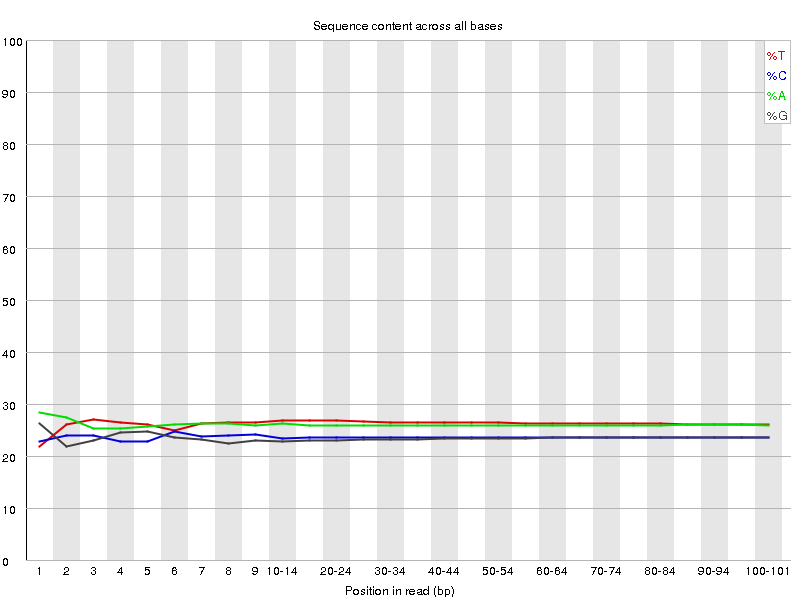 Sequence content across all bases
100
90
80
70
60
50
40
30
20
10
0
%T
%C
%A
%G
1 2 3 4 5 6 7 8 9 10-14 20-24 30-34 40-44 50-54 60-64 70-74 80-84 90-94 100-101
Position in read (bp)